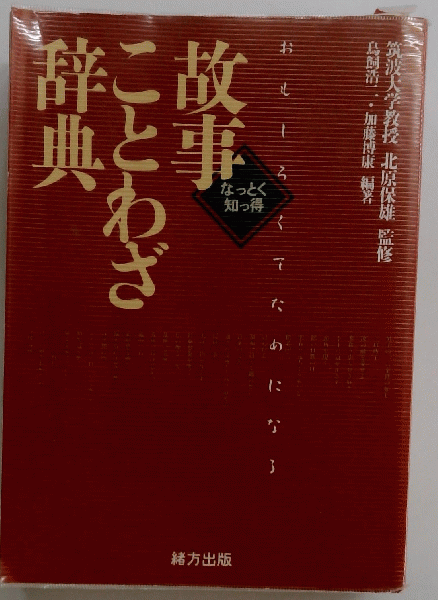 筑波大学教授 北原保雄 監修
鳥飼浩二・加藤博康 編著
おもしろくてためになる
故事
ことわざ
辞典
なっとく
知っ得
緒方出版